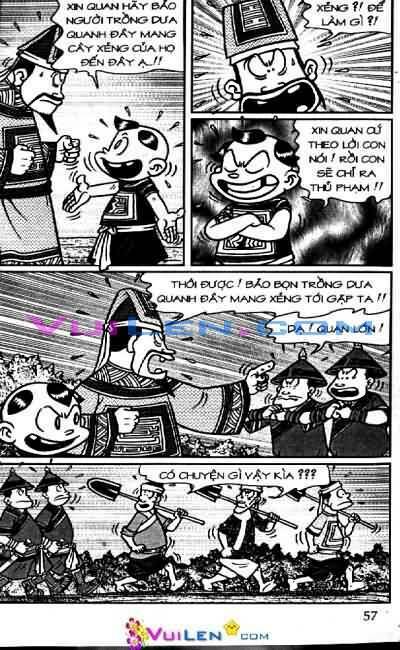 XIN QUAN HÃY BẢO
NGƯỜI TRỒNG DƯA
QUANH ĐÂY MANG
CÂY XẺNG CỦA HỌ
ĐẾN ĐÂY Ạ..!!
XẺNG ?! ĐỂ
LÀM GÌ ?!
XIN QUAN CỨ
THEO LỜI CON
NÓI ! RỒI CON
SẼ CHỈ RA
THỦ PHẠM !!
THÔI ĐƯỢC ! BẢO BỌN TRỒNG DƯA
QUANH ĐÂY MANG XẺNG TỚI GẶP TA !!
VUILEN.COM
DẠ ! QUAN LỚN !
CÓ CHUYỆN GÌ VẬY KÌA ???
57
VUILEN COM